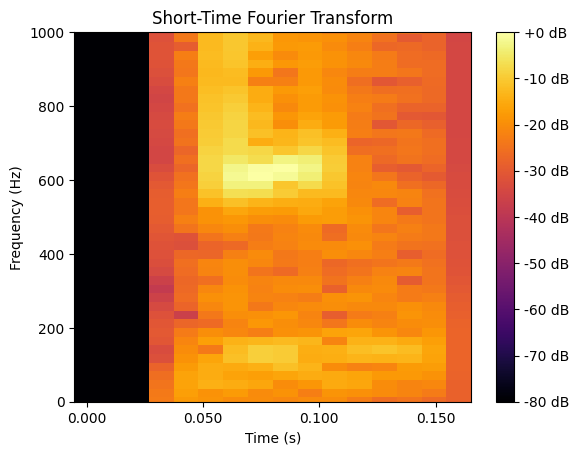 Short-Time Fourier Transform
Frequency (Hz)
1000
800
600
400
200
0
0.000 0.050 0.100 0.150
Time (s)
+0 dB
-10 dB
-20 dB
-30 dB
-40 dB
-50 dB
-60 dB
-70 dB
-80 dB